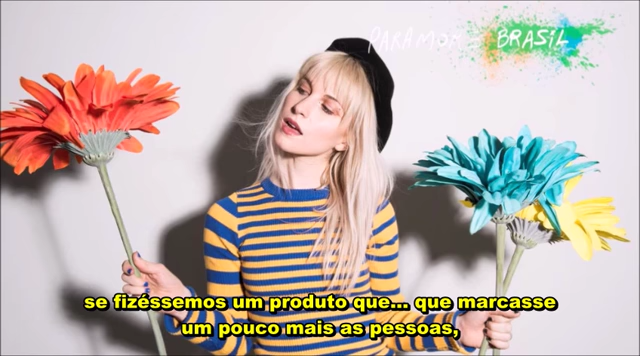 PARAMORE BRASIL
se fizéssemos um produto que... que marcasse
um pouco mais as pessoas,